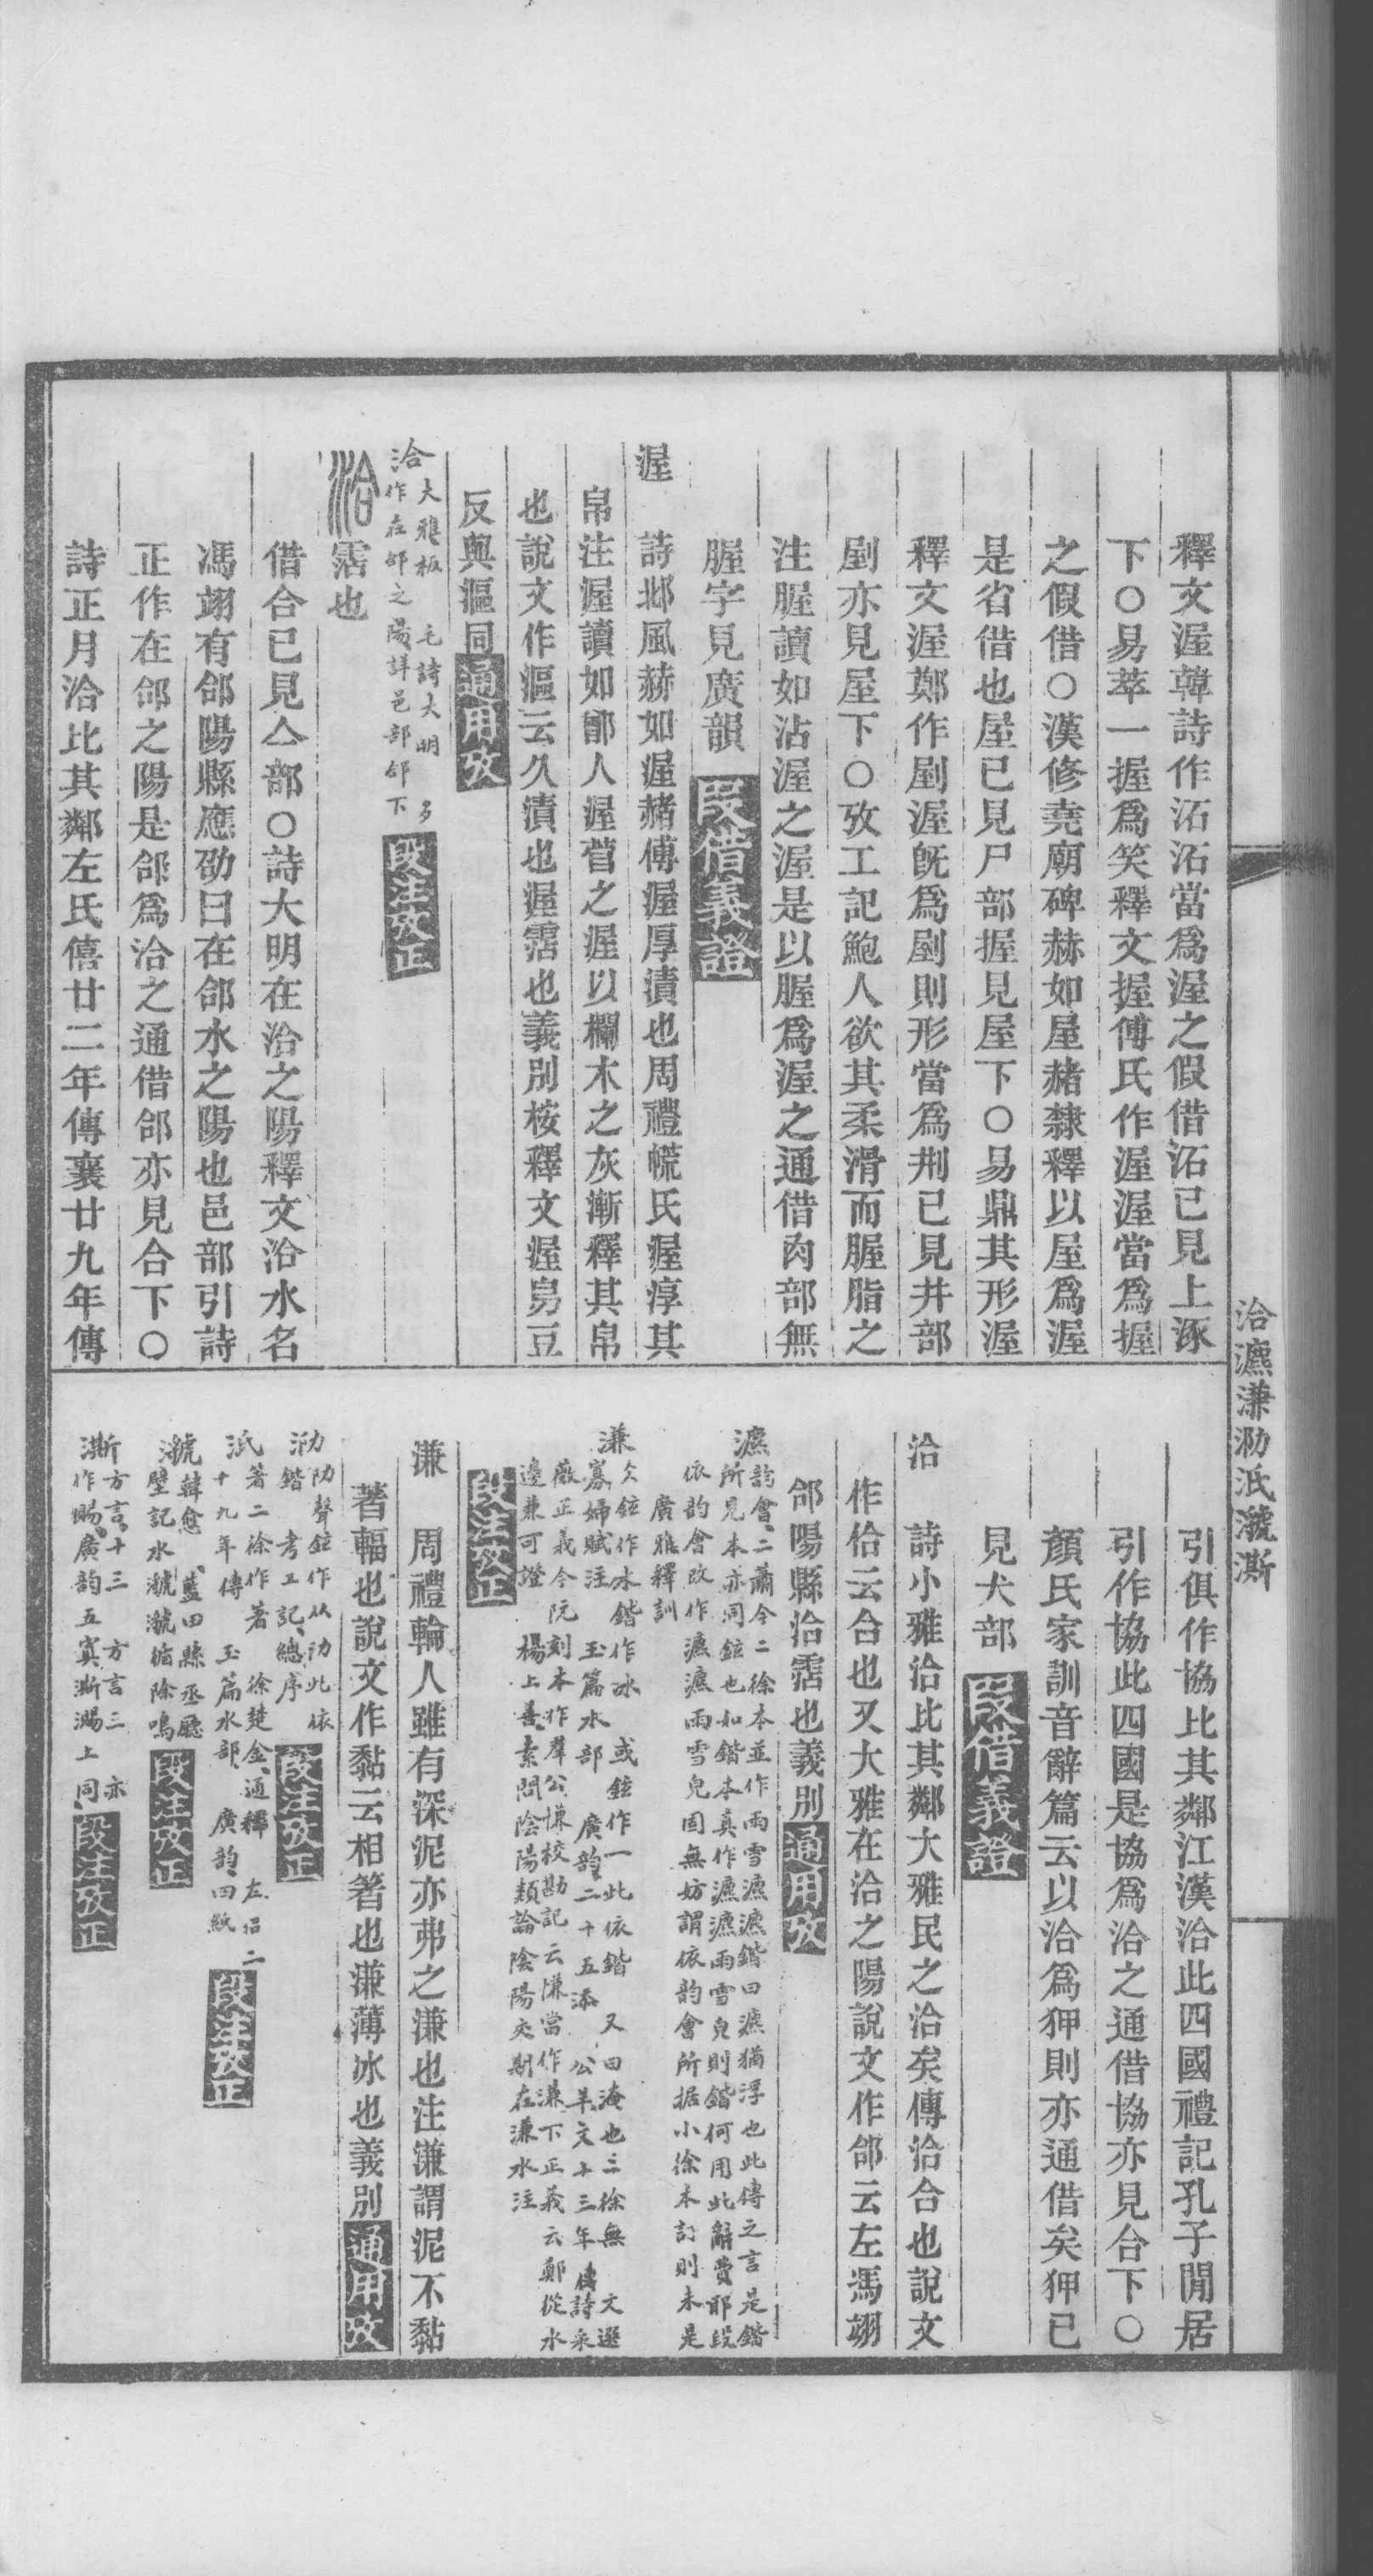 洽瀌溓泐汦㶁澌
釋文渥韓詩作沰沰當爲渥之假借沰已見上涿
下○易萃一握爲笑釋文握傅氏作渥渥當爲握
之假借○漢修堯廟碑赫如屋赭隸釋以屋爲渥
是省借也屋已見尸部握見屋下○易鼎其形渥
釋文渥鄭作剭渥旣爲剭則形當爲刑已見井部
剭亦見屋下○攷工記鮑人欲其柔滑而腛脂之
注腛讀如沾渥之渥是以腛爲渥之通借肉部無
腛字見廣韻 段借義證
渥 詩邶風赫如渥赭傅渥厚漬也周禮㡛氏渥淳其
帛注渥讀如鄅人渥菅之渥以欄木之灰漸釋其帛
也說文作漚云久漬也渥霑也義別桉釋文渥舄豆
反與漚同 通用攷
洽 大雅板 毛詩大明 多
作在郃之陽詳邑部郃下 段注攷正
洽 霑也
借合已見亼部○詩大明在洽之陽釋文洽水名
馮翊有郃陽縣應劭曰在郃水之陽也邑部引詩
正作在郃之陽是郃爲洽之通借郃亦見合下○
詩正月洽比其鄰左氏僖廿二年傳襄廿九年傳
引俱作協比其鄰江漢洽此四國禮記孔子閒居
引作協此四國是協爲洽之通借協亦見合下○
顏氏家訓音辭篇云以洽爲狎則亦通借矣狎已
見犬部 段借義證
洽 詩小雅洽比其鄰大雅民之洽矣傳洽合也說文
作佮云合也又大雅在洽之陽說文作郃云左馮翊
郃陽縣洽霑也義別 通用攷
瀌 韵會二蕭今二徐本並作雨雪瀌瀌鍇曰瀌猶浮也此傳之言是鍇
所見本亦同鉉也如鍇本真作瀌瀌雨雪皃則鍇何用此辭費耶段
依韵會改作瀌瀌雨雪皃固無妨謂依韵會所据小徐本訂則未是
廣雅釋訓
溓 仌鉉作水鍇作冰 或鉉作一此依鍇 又曰淹也二徐無 文選
寡婦賦注 玉篇水部 廣韵二十五添 公羊文十三年傳 詩采
薇正義今阮刻本作羣公慊校勘記云慊當作溓下正義云鄭從水
邊兼可證 楊上善素問陰陽類論陰陽交期在溓水注
段注攷正
溓 周禮輪人雖有深泥亦弗之溓也注溓謂泥不黏
著輻也說文作黏云相箸也溓薄冰也義別 通用攷
泐 阞聲鉉作从阞此依
鍇 考工記總序 段注攷正
汦 著二徐作著 徐楚金通釋 左召二
十九年傳 玉篇水部 廣韵四紙 段注攷正
㶁 韓愈藍田縣丞廳
壁記水㶁㶁循除鳴 段注攷正
澌 方言十三 方言三 亦
作賜 廣韵五寘澌㵐上同 段注攷正